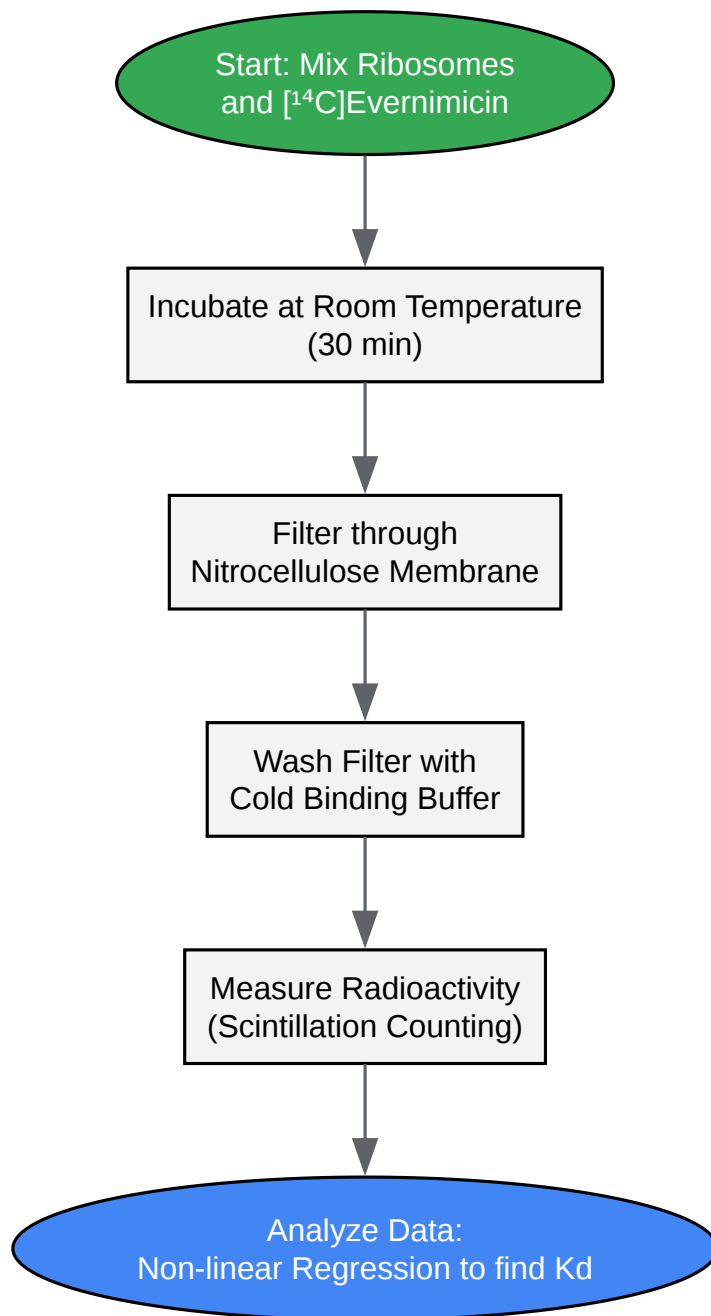 Start: Mix Ribosomes
and [¹⁴C]Evernimicin
Incubate at Room Temperature
(30 min)
Filter through
Nitrocellulose Membrane
Wash Filter with
Cold Binding Buffer
Measure Radioactivity
(Scintillation Counting)
Analyze Data:
Non-linear Regression to find Kd